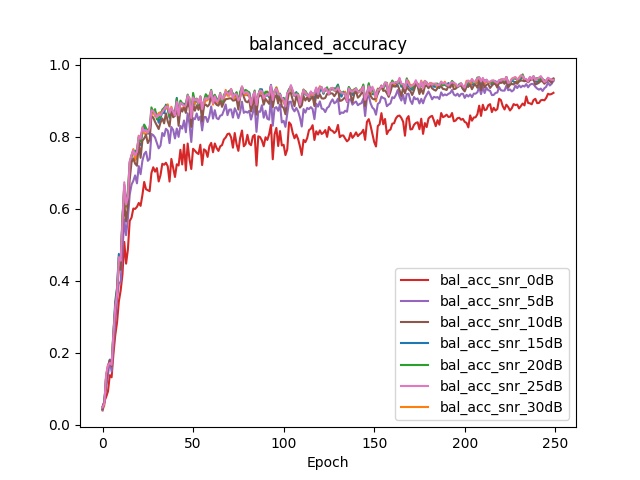 balanced_accuracy
1.0
0.8
0.6
0.4
0.2
0.0
0 50 100 150 200 250
Epoch
bal_acc_snr_0dB
bal_acc_snr_5dB
bal_acc_snr_10dB
bal_acc_snr_15dB
bal_acc_snr_20dB
bal_acc_snr_25dB
bal_acc_snr_30dB